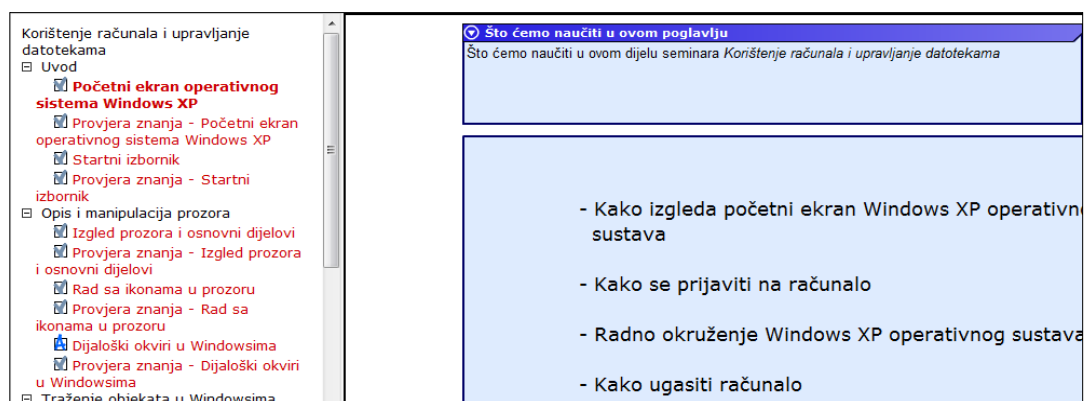 Korištenje računala i upravljanje
datotekama
Uvod
Početni ekran operativnog
sistema Windows XP
Provjera znanja - Početni ekran
operativnog sistema Windows XP
Startni izbornik
Provjera znanja - Startni
izbornik
Opis i manipulacija prozora
Izgled prozora i osnovni dijelovi
Provjera znanja - Izgled prozora
i osnovni dijelovi
Rad sa ikonama u prozoru
Provjera znanja - Rad sa
ikonama u prozoru
Dijaloški okviri u Windowsima
Provjera znanja - Dijaloški okviri
u Windowsima
Traženje objekata u Windowsima
Što ćemo naučiti u ovom poglavlju
Što ćemo naučiti u ovom dijelu seminara Korištenje računala i upravljanje datotekama
- Kako izgleda početni ekran Windows XP operativn
sustava
- Kako se prijaviti na računalo
- Radno okruženje Windows XP operativnog sustava
- Kako ugasiti računalo